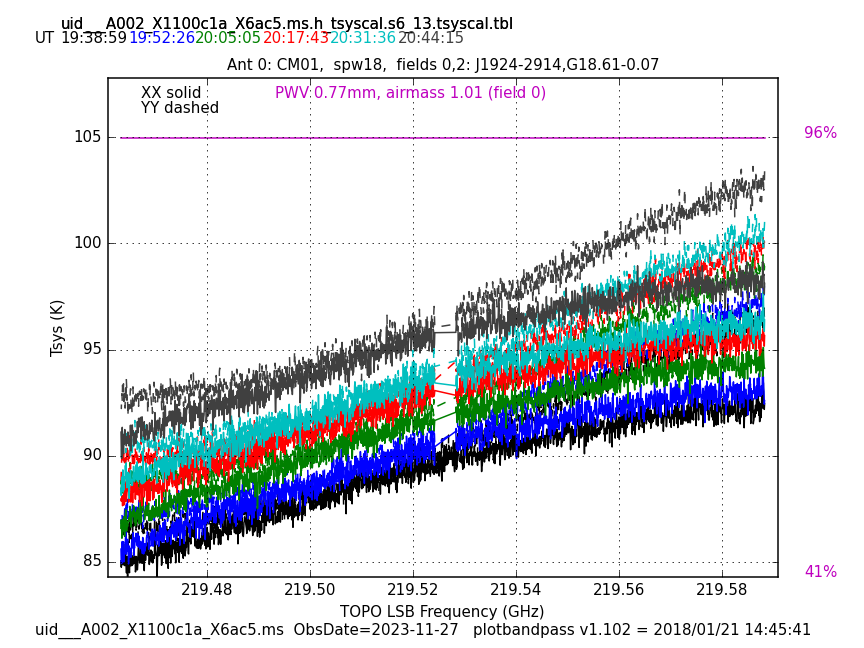 uid___A002_X1100c1a_X6ac5.ms.h_tsyscal.s6_13.tsyscal.tbl
UT 19:38:59 19:52:26 20:05:05 20:17:43 20:31:36 20:44:15
Ant 0: CM01,  spw18,  fields 0,2: J1924-2914,G18.61-0.07
XX solid PWV 0.77mm, airmass 1.01 (field 0)
YY dashed
105 96%
100
95
90
85 41%
Tsys (K)
219.48 219.50 219.52 219.54 219.56 219.58
TOPO LSB Frequency (GHz)
uid___A002_X1100c1a_X6ac5.ms  ObsDate=2023-11-27   plotbandpass v1.102 = 2018/01/21 14:45:41